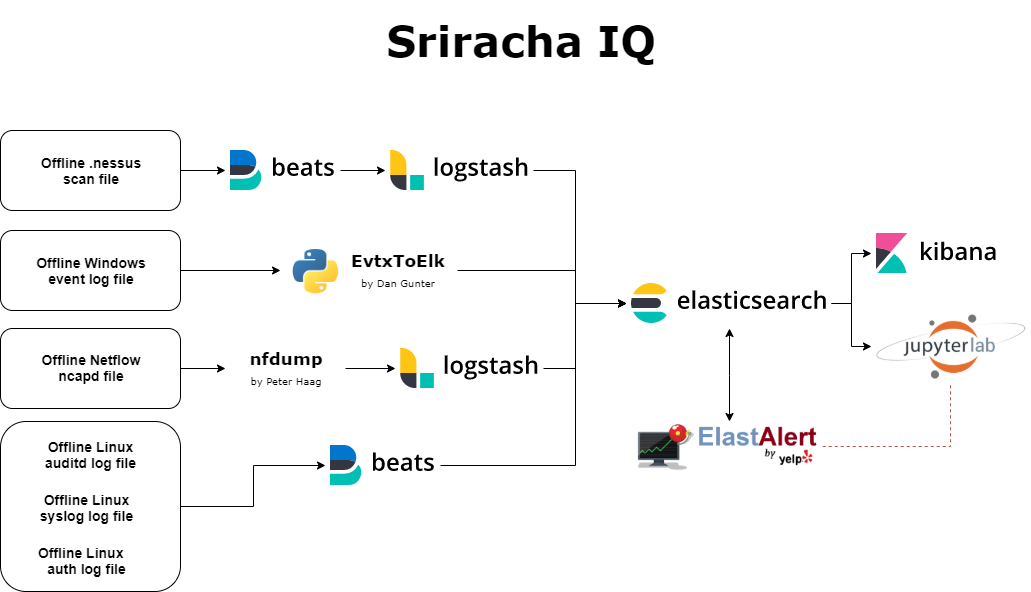 Sriracha IQ
Offline .nessus
scan file
beats
logstash
Offline Windows
event log file
EvtxToElk
by Dan Gunter
Offline Netflow
ncapd file
nfdump
by Peter Haag
logstash
Offline Linux
auditd log file
Offline Linux
syslog log file
Offline Linux
auth log file
beats
elasticsearch
kibana
jupyterlab
ElastAlert
by yelp